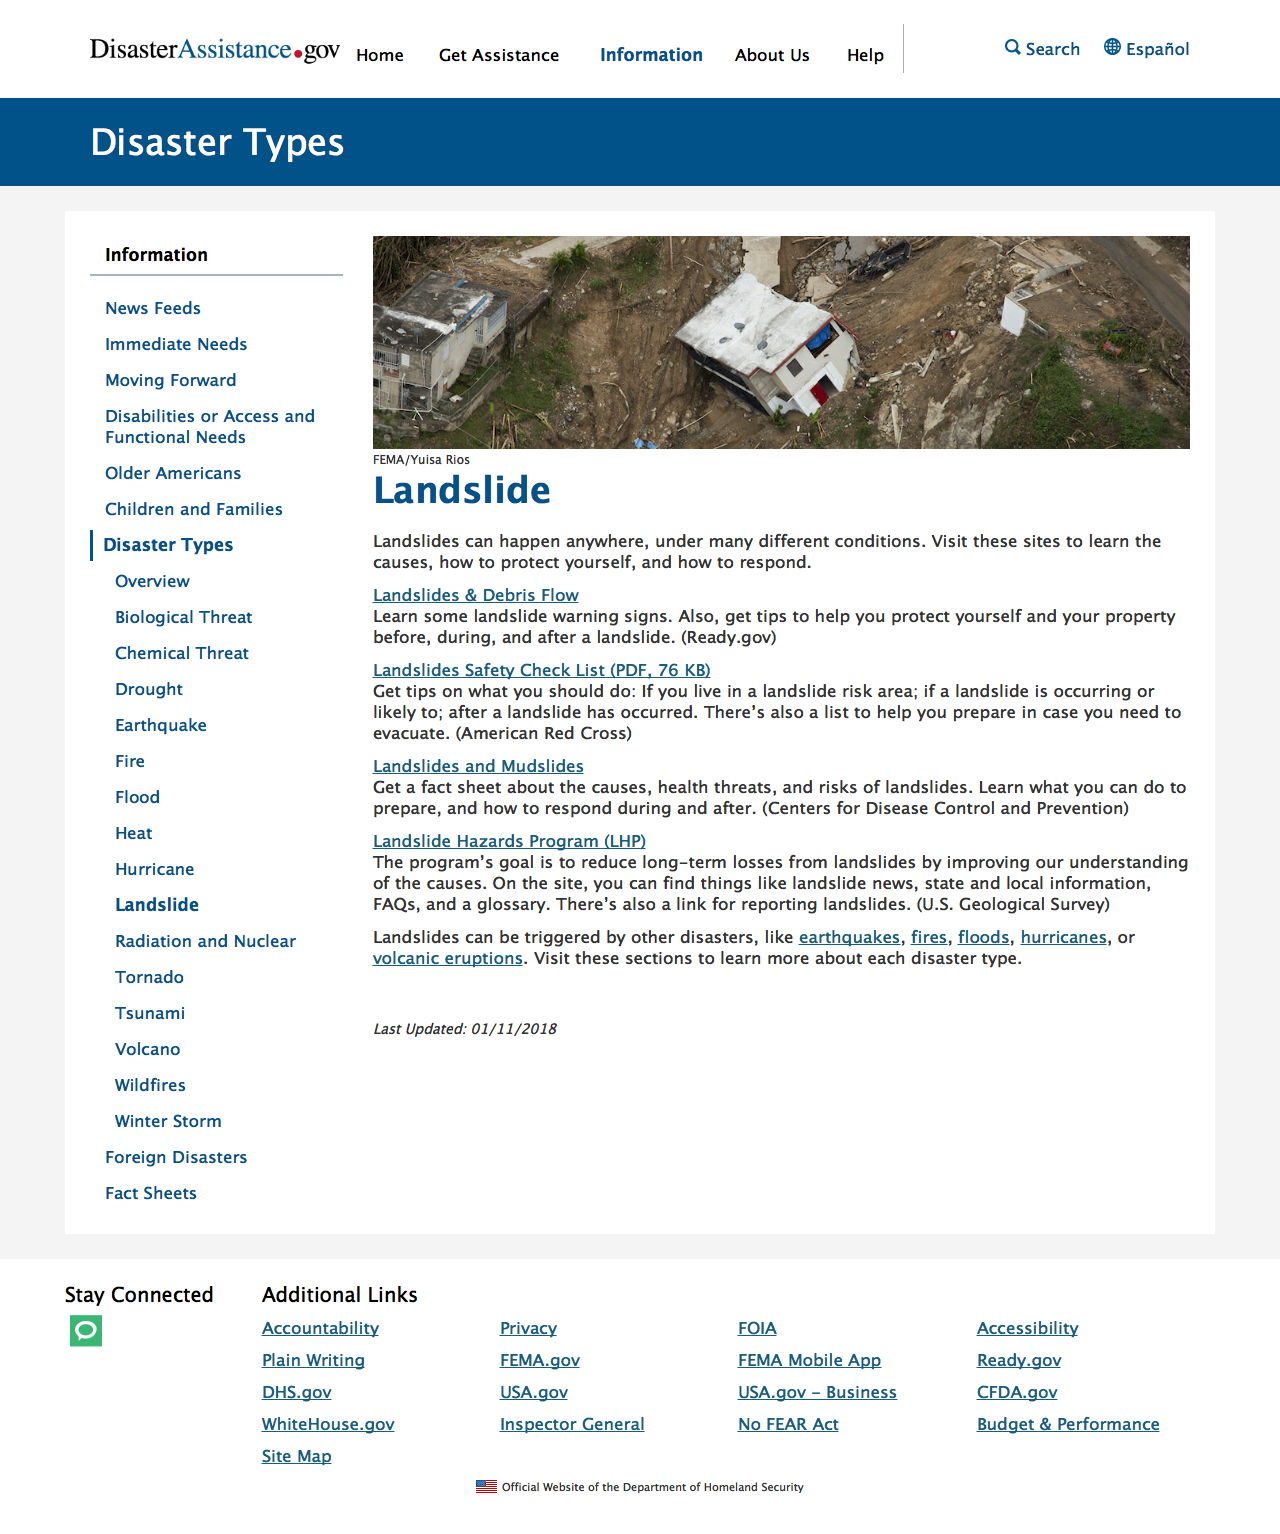 DisasterAssistance.gov
Home
Get Assistance
Information
About Us
Help
Search
Español
Disaster Types
Information
News Feeds
Immediate Needs
Moving Forward
Disabilities or Access and
Functional Needs
Older Americans
Children and Families
Disaster Types
Overview
Biological Threat
Chemical Threat
Drought
Earthquake
Fire
Flood
Heat
Hurricane
Landslide
Radiation and Nuclear
Tornado
Tsunami
Volcano
Wildfires
Winter Storm
Foreign Disasters
Fact Sheets
FEMA/Yuisa Rios
Landslide
Landslides can happen anywhere, under many different conditions. Visit these sites to learn the
causes, how to protect yourself, and how to respond.
Landslides & Debris Flow
Learn some landslide warning signs. Also, get tips to help you protect yourself and your property
before, during, and after a landslide. (Ready.gov)
Landslides Safety Check List (PDF, 76 KB)
Get tips on what you should do: If you live in a landslide risk area; if a landslide is occurring or
likely to; after a landslide has occurred. There’s also a list to help you prepare in case you need to
evacuate. (American Red Cross)
Landslides and Mudslides
Get a fact sheet about the causes, health threats, and risks of landslides. Learn what you can do to
prepare, and how to respond during and after. (Centers for Disease Control and Prevention)
Landslide Hazards Program (LHP)
The program’s goal is to reduce long-term losses from landslides by improving our understanding
of the causes. On the site, you can find things like landslide news, state and local information,
FAQs, and a glossary. There’s also a link for reporting landslides. (U.S. Geological Survey)
Landslides can be triggered by other disasters, like earthquakes, fires, floods, hurricanes, or
volcanic eruptions. Visit these sections to learn more about each disaster type.
Last Updated: 01/11/2018
Stay Connected
Additional Links
Accountability
Privacy
FOIA
Accessibility
Plain Writing
FEMA.gov
FEMA Mobile App
Ready.gov
DHS.gov
USA.gov
USA.gov - Business
CFDA.gov
WhiteHouse.gov
Inspector General
No FEAR Act
Budget & Performance
Site Map
Official Website of the Department of Homeland Security